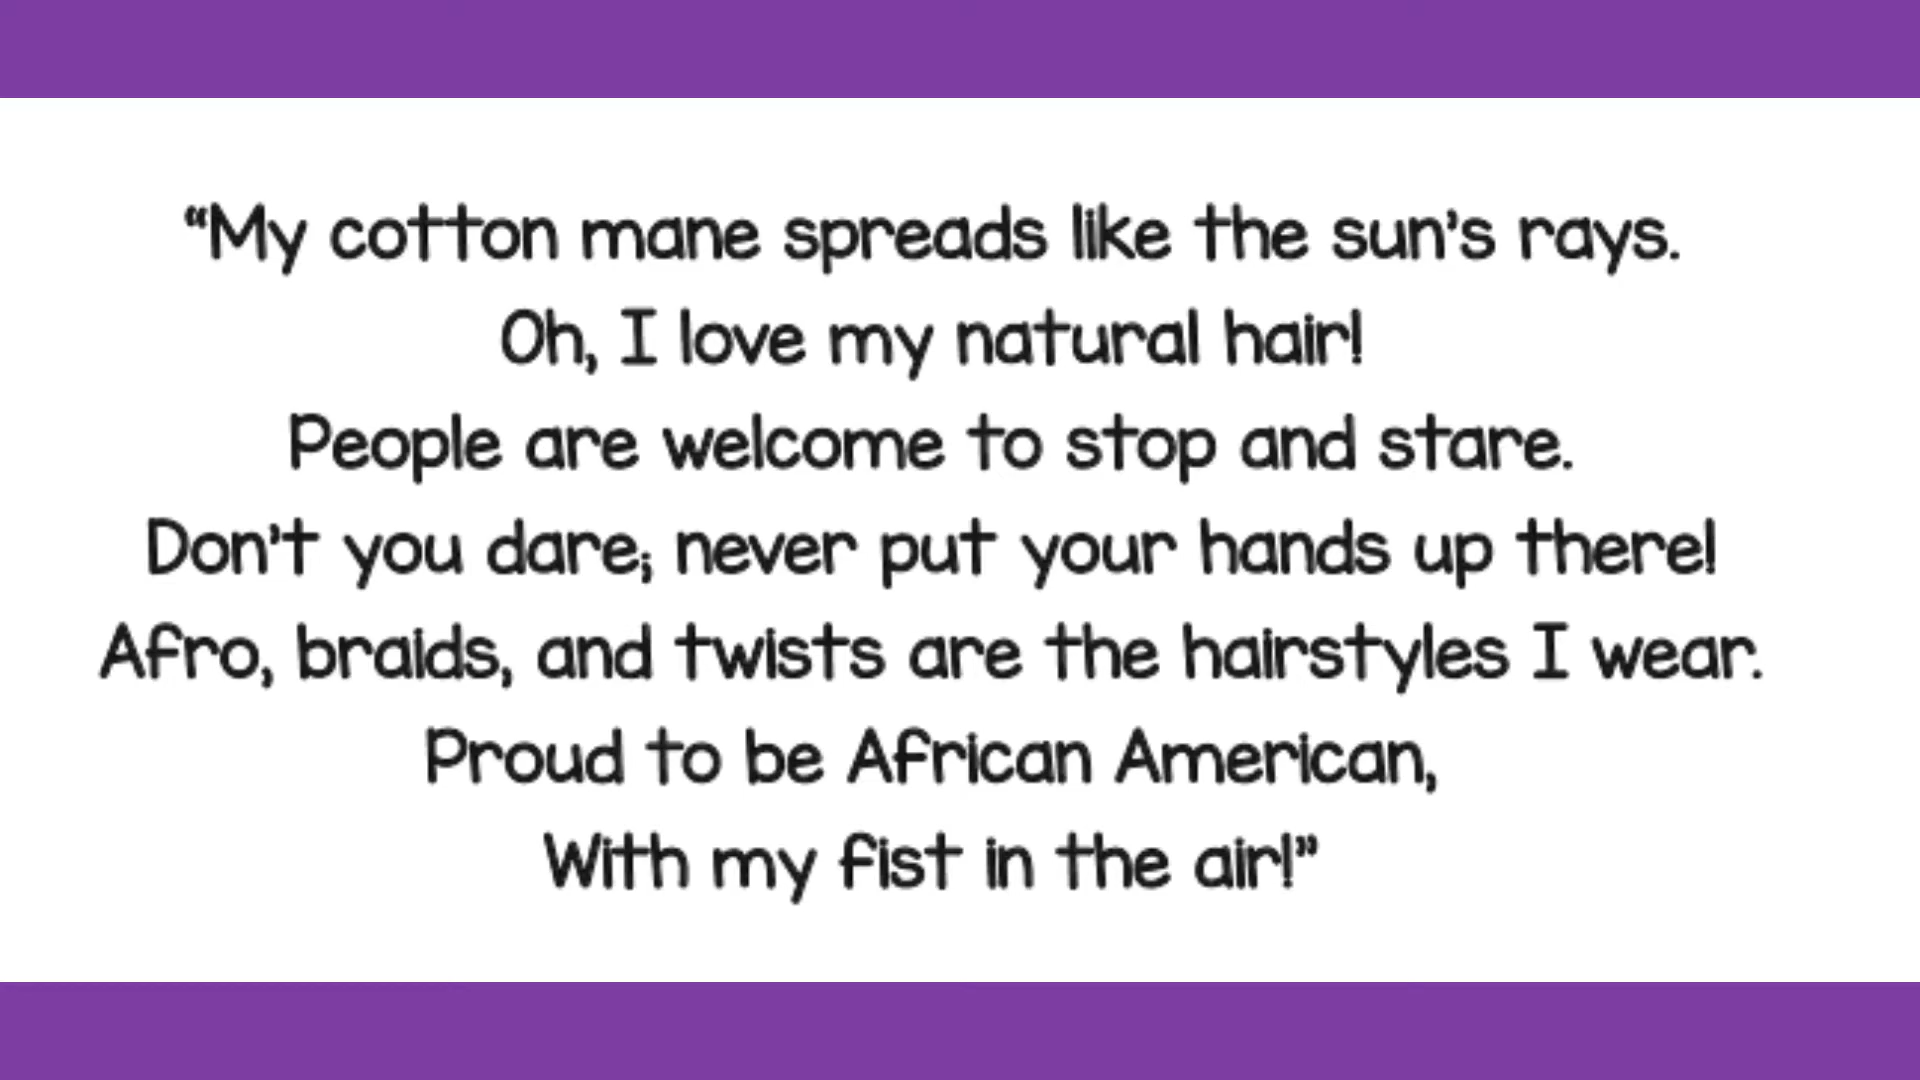 “My cotton mane spreads like the sun’s rays.
Oh, I love my natural hair!
People are welcome to stop and stare.
Don’t you dare; never put your hands up there!
Afro, braids, and twists are the hairstyles I wear.
Proud to be African American,
With my fist in the air!”